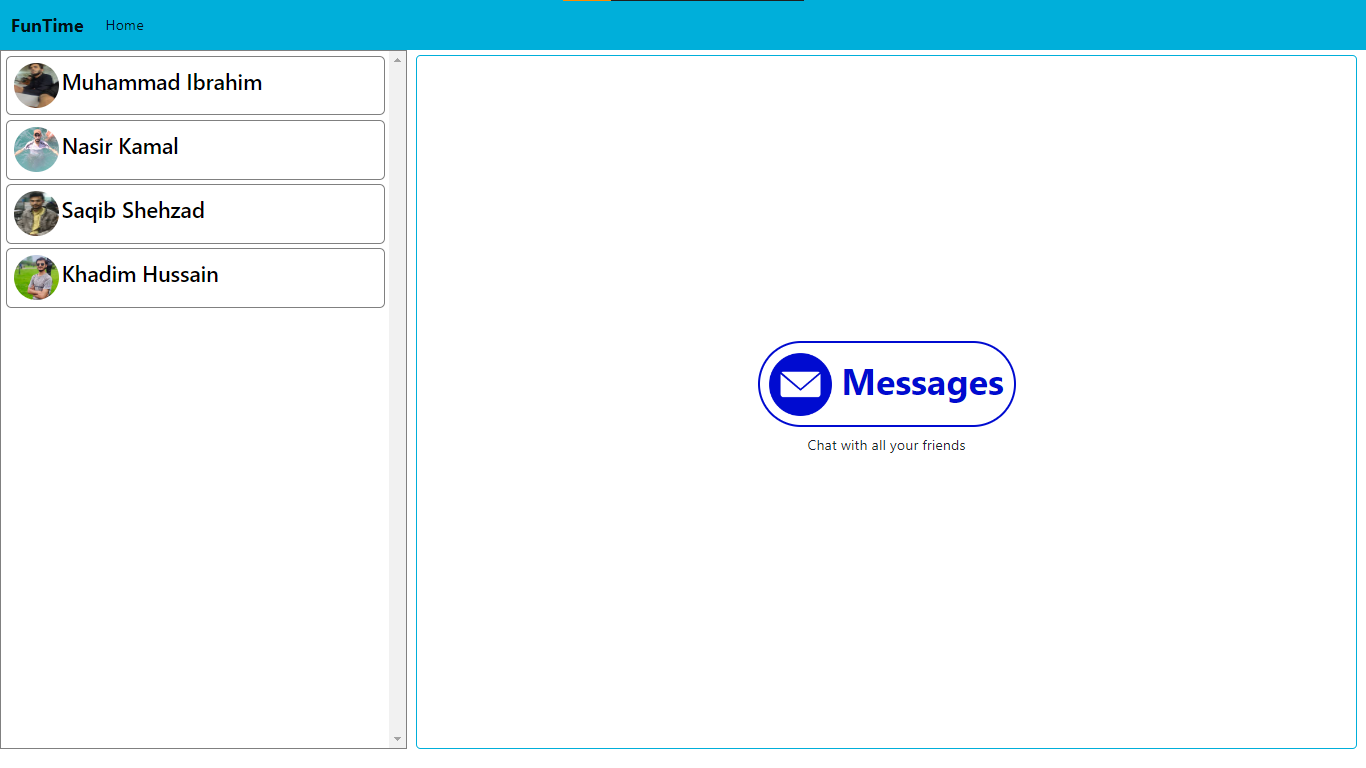 FunTime Home
Muhammad Ibrahim
Nasir Kamal
Saqib Shehzad
Khadim Hussain
Messages
Chat with all your friends